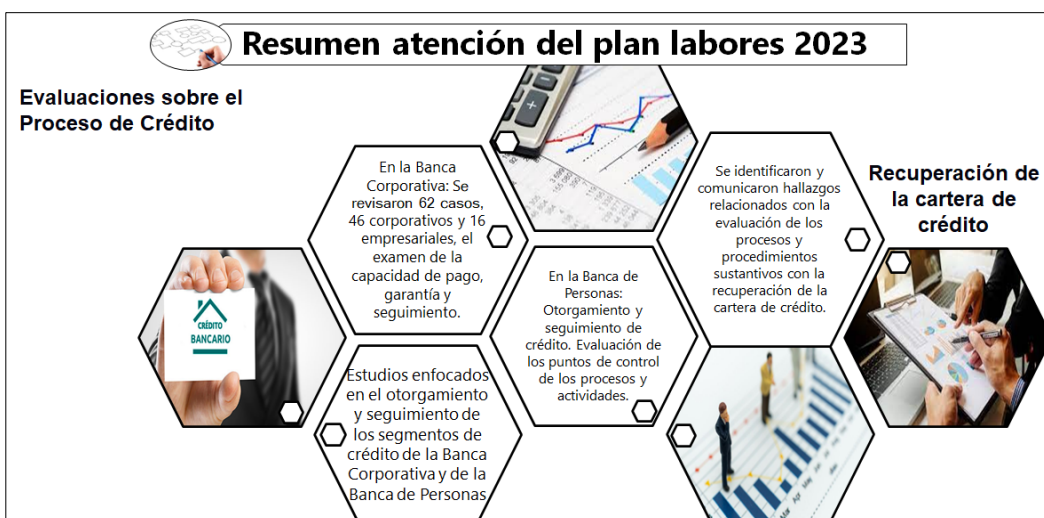 Resumen atención del plan labores 2023
Evaluaciones sobre el
Proceso de Crédito
En la Banca
Corporativa: Se
revisaron 62 casos,
46 corporativos y 16
empresariales, el
examen de la
capacidad de pago,
garantía y
seguimiento.
CRÉDITO
BANCARIO
Estudios enfocados
en el otorgamiento
y seguimiento de
los segmentos de
crédito de la Banca
Corporativa y de la
Banca de Personas
En la Banca de
Personas:
Otorgamiento y
seguimiento de
crédito. Evaluación de
los puntos de control
de los procesos y
actividades.
Se identificaron y
comunicaron hallazgos
relacionados con la
evaluación de los
procesos y
procedimientos
sustantivos con la
recuperación de la
cartera de crédito.
Recuperación de
la cartera de
crédito
Mar
Apr
May